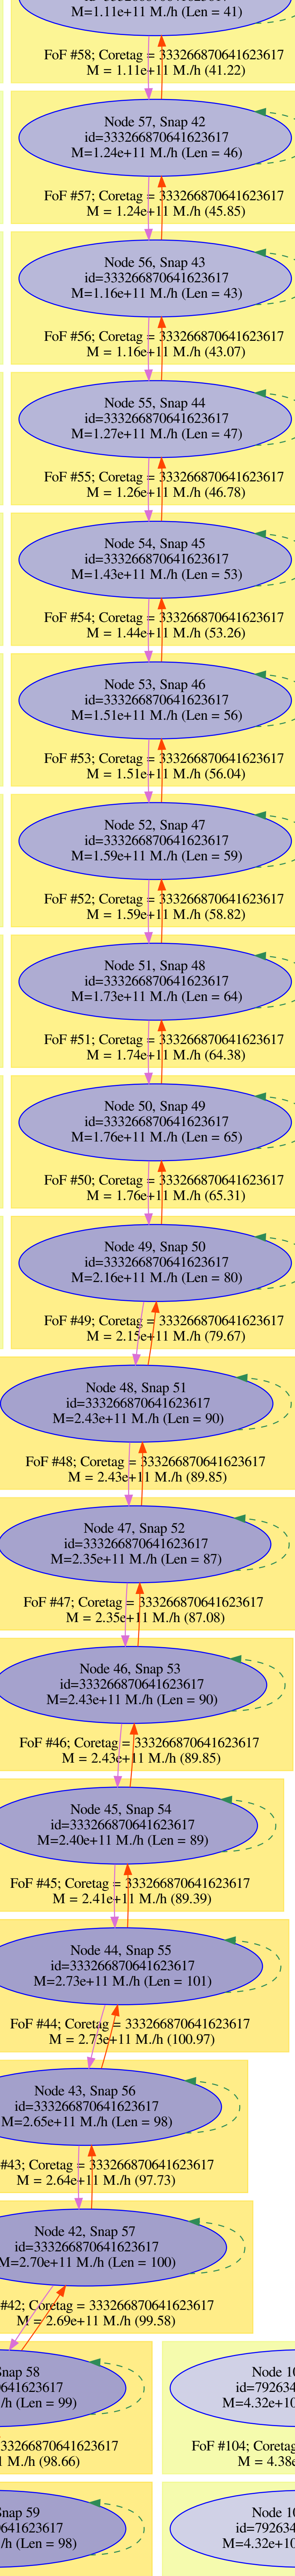 M=1.11e+11 M./h (Len = 41)
FoF #58; Coretag = 333266870641623617
M = 1.11e+11 M./h (41.22)
Node 57, Snap 42
id=333266870641623617
M=1.24e+11 M./h (Len = 46)
FoF #57; Coretag = 333266870641623617
M = 1.24e+11 M./h (45.85)
Node 56, Snap 43
id=333266870641623617
M=1.16e+11 M./h (Len = 43)
FoF #56; Coretag = 333266870641623617
M = 1.16e+11 M./h (43.07)
Node 55, Snap 44
id=333266870641623617
M=1.27e+11 M./h (Len = 47)
FoF #55; Coretag = 333266870641623617
M = 1.26e+11 M./h (46.78)
Node 54, Snap 45
id=333266870641623617
M=1.43e+11 M./h (Len = 53)
FoF #54; Coretag = 333266870641623617
M = 1.44e+11 M./h (53.26)
Node 53, Snap 46
id=333266870641623617
M=1.51e+11 M./h (Len = 56)
FoF #53; Coretag = 333266870641623617
M = 1.51e+11 M./h (56.04)
Node 52, Snap 47
id=333266870641623617
M=1.59e+11 M./h (Len = 59)
FoF #52; Coretag = 333266870641623617
M = 1.59e+11 M./h (58.82)
Node 51, Snap 48
id=333266870641623617
M=1.73e+11 M./h (Len = 64)
FoF #51; Coretag = 333266870641623617
M = 1.74e+11 M./h (64.38)
Node 50, Snap 49
id=333266870641623617
M=1.76e+11 M./h (Len = 65)
FoF #50; Coretag = 333266870641623617
M = 1.76e+11 M./h (65.31)
Node 49, Snap 50
id=333266870641623617
M=2.16e+11 M./h (Len = 80)
FoF #49; Coretag = 333266870641623617
M = 2.15e+11 M./h (79.67)
Node 48, Snap 51
id=333266870641623617
M=2.43e+11 M./h (Len = 90)
FoF #48; Coretag = 333266870641623617
M = 2.43e+11 M./h (89.85)
Node 47, Snap 52
id=333266870641623617
M=2.35e+11 M./h (Len = 87)
FoF #47; Coretag = 333266870641623617
M = 2.35e+11 M./h (87.08)
Node 46, Snap 53
id=333266870641623617
M=2.43e+11 M./h (Len = 90)
FoF #46; Coretag = 333266870641623617
M = 2.43e+11 M./h (89.85)
Node 45, Snap 54
id=333266870641623617
M=2.40e+11 M./h (Len = 89)
FoF #45; Coretag = 333266870641623617
M = 2.41e+11 M./h (89.39)
Node 44, Snap 55
id=333266870641623617
M=2.73e+11 M./h (Len = 101)
FoF #44; Coretag = 333266870641623617
M = 2.73e+11 M./h (100.97)
Node 43, Snap 56
id=333266870641623617
M=2.65e+11 M./h (Len = 98)
#43; Coretag = 333266870641623617
M = 2.64e+11 M./h (97.73)
Node 42, Snap 57
id=333266870641623617
M=2.70e+11 M./h (Len = 100)
#42; Coretag = 333266870641623617
M = 2.69e+11 M./h (99.58)
Snap 58
0641623617
/h (Len = 99)
333266870641623617
1 M./h (98.66)
Node 10
id=792634
M=4.32e+10
FoF #104; Coretag
M = 4.38e
Snap 59
0641623617
/h (Len = 98)
Node 10
id=792634
M=4.32e+10